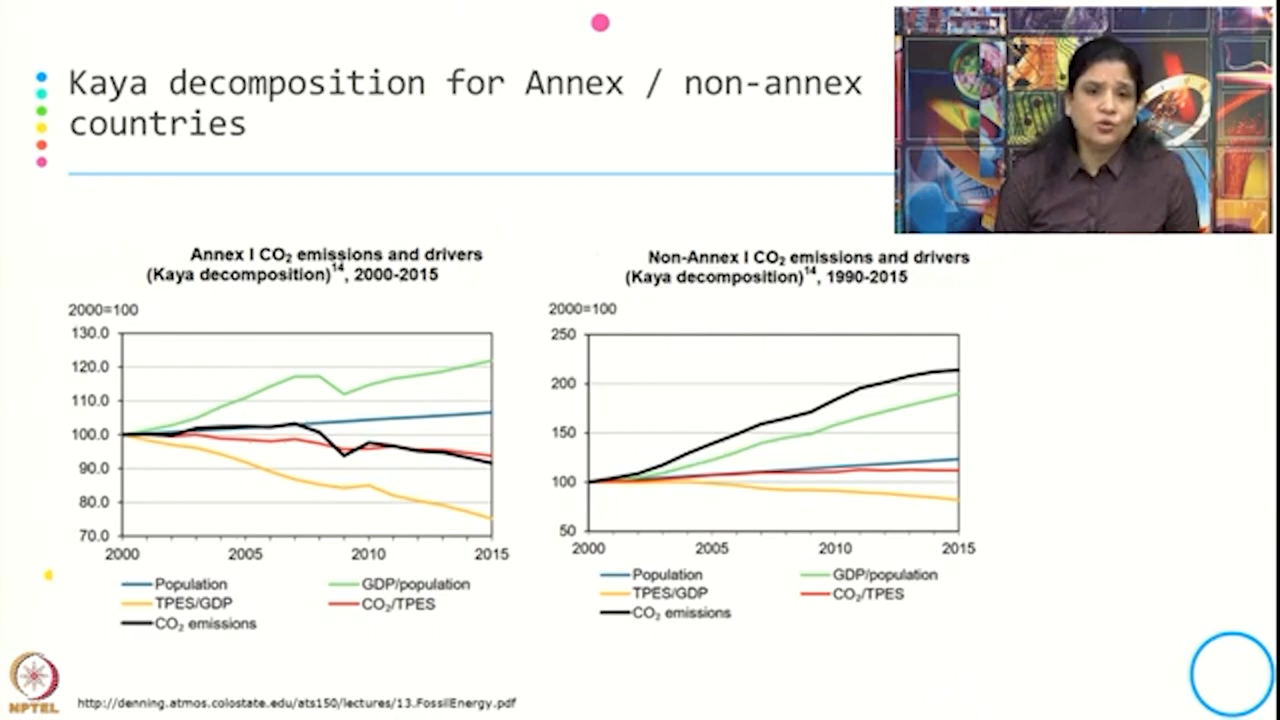 Kaya decomposition for Annex / non-annex
countries
Annex I CO₂ emissions and drivers
(Kaya decomposition)¹⁴, 2000-2015
2000=100
130.0
120.0
110.0
100.0
90.0
80.0
70.0
2000 2005 2010 2015
Population GDP/population
TPES/GDP CO₂/TPES
CO₂ emissions
Non-Annex I CO₂ emissions and drivers
(Kaya decomposition)¹⁴, 1990-2015
2000=100
250
200
150
100
50
2000 2005 2010 2015
Population GDP/population
TPES/GDP CO₂/TPES
CO₂ emissions
NPTEL
http://denning.atmos.colostate.edu/ats150/lectures/13.FossilEnergy.pdf